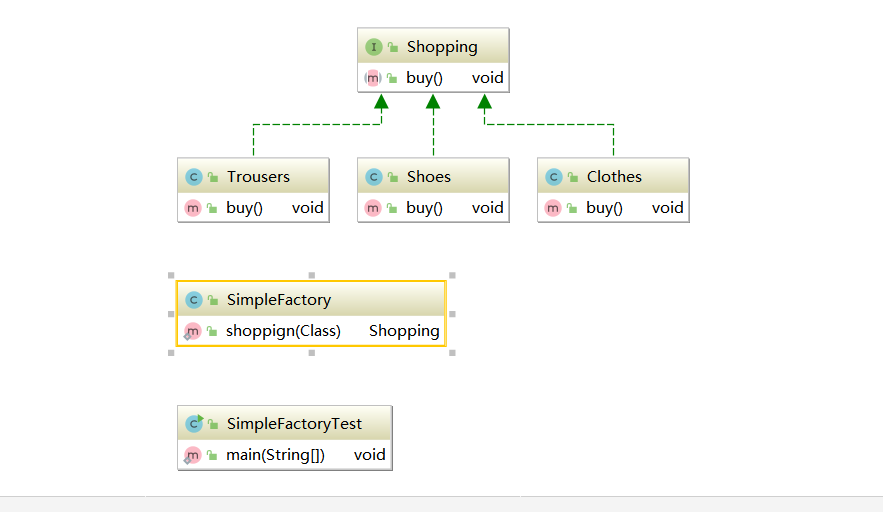 I Shopping
m buy() void
C Trousers
m buy() void
C Shoes
m buy() void
C Clothes
m buy() void
C SimpleFactory
m shoppign(Class) Shopping
C SimpleFactoryTest
m main(String[]) void